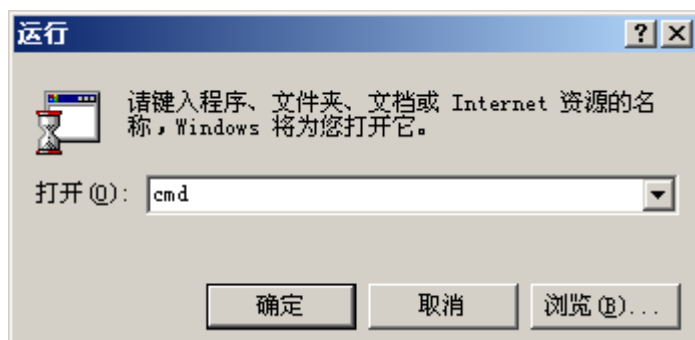 运行
请键入程序、文件夹、文档或 Internet 资源的名
称，Windows 将为您打开它。
打开(O): cmd
确定 取消 浏览(B)...